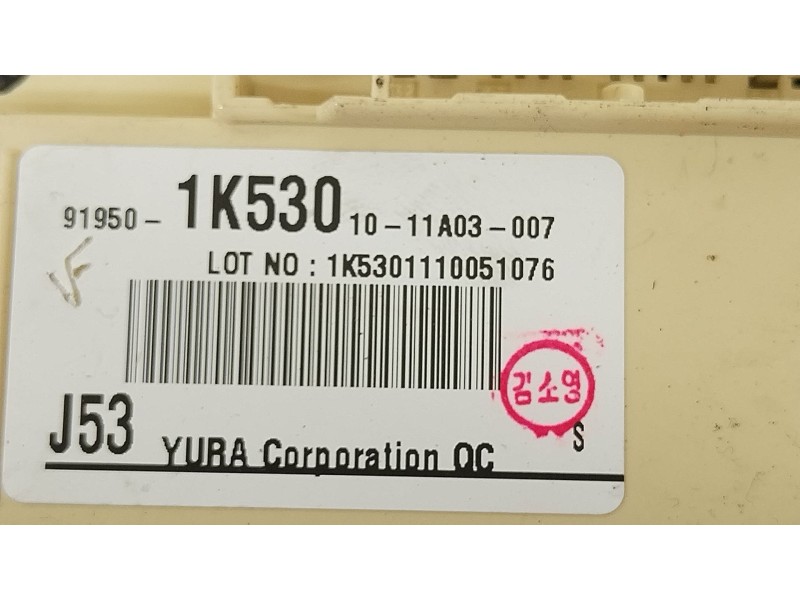 91950- 1K530 10-11A03-007
LOT NO : 1K5301110051076
김소영
J53 YURA Corporation QC S